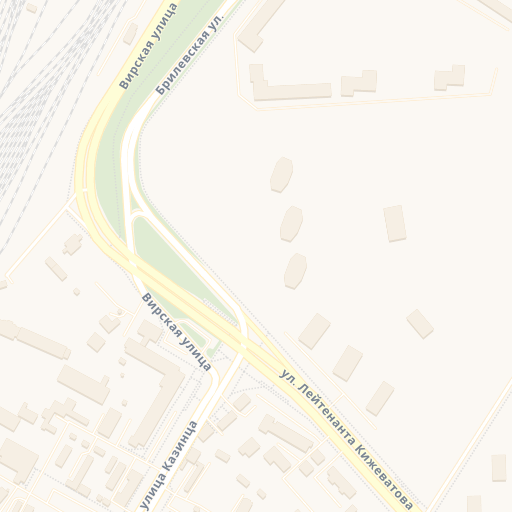 Вирская улица
Брилевская ул.
Вирская улица
ул. Лейтенанта Кижеватова
улица Казинца